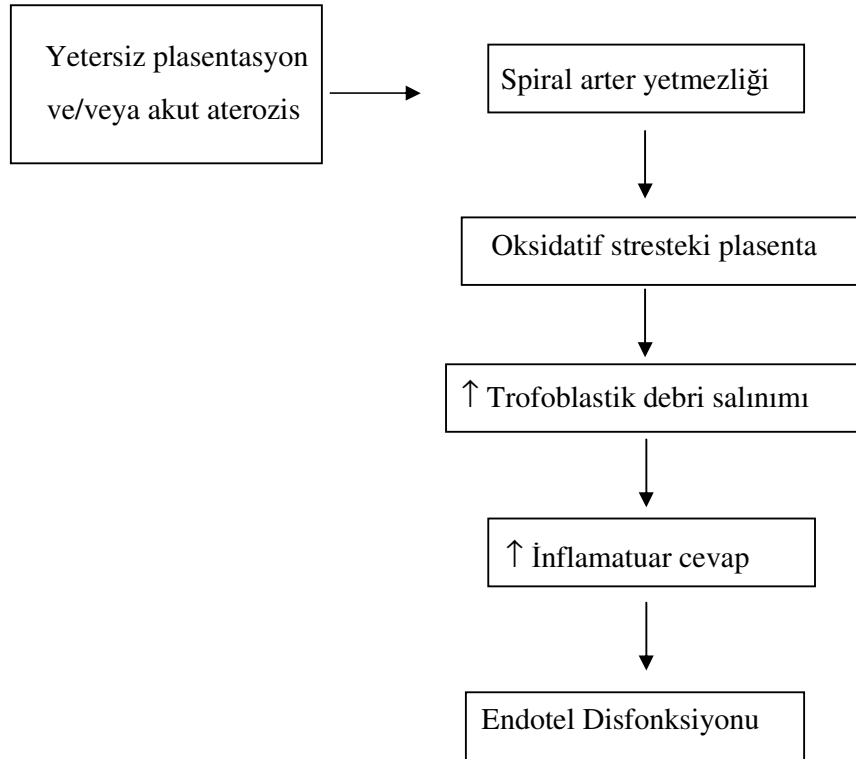 Yetersiz plasentasyon
ve/veya akut aterozis
Spiral arter yetmezliği
Oksidatif stresteki plasenta
↑ Trofoblastik debri salınımı
↑ İnflamatuar cevap
Endotel Disfonksiyonu